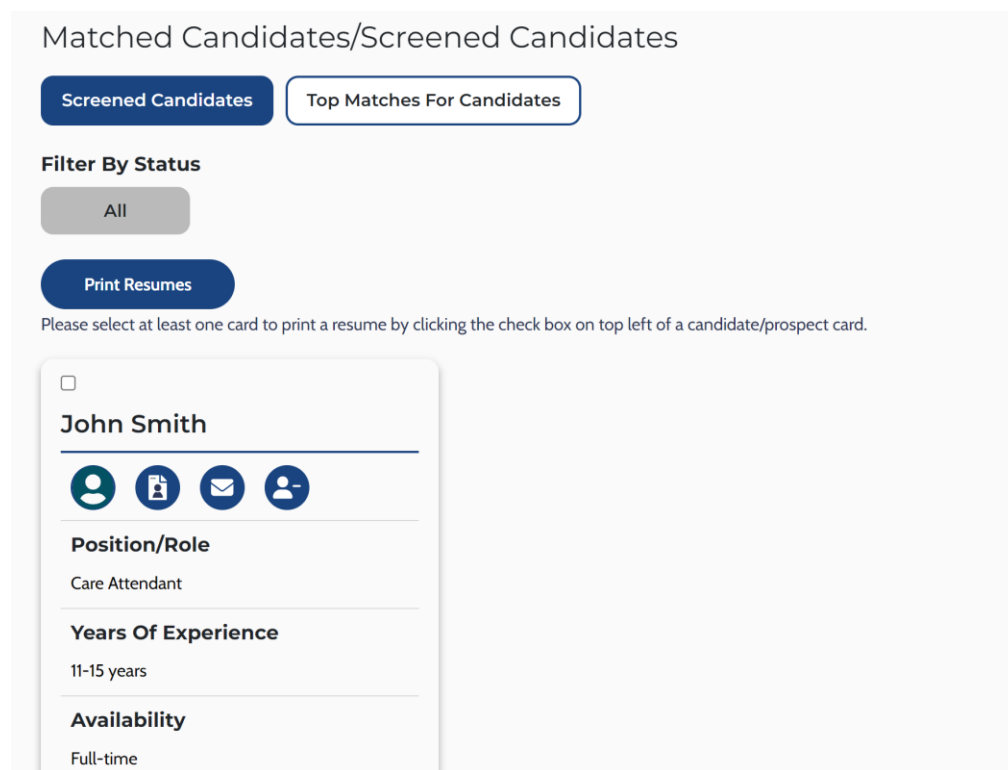 Matched Candidates/Screened Candidates
Screened Candidates
Top Matches For Candidates
Filter By Status
All
Print Resumes
Please select at least one card to print a resume by clicking the check box on top left of a candidate/prospect card.
John Smith
Position/Role
Care Attendant
Years Of Experience
11-15 years
Availability
Full-time